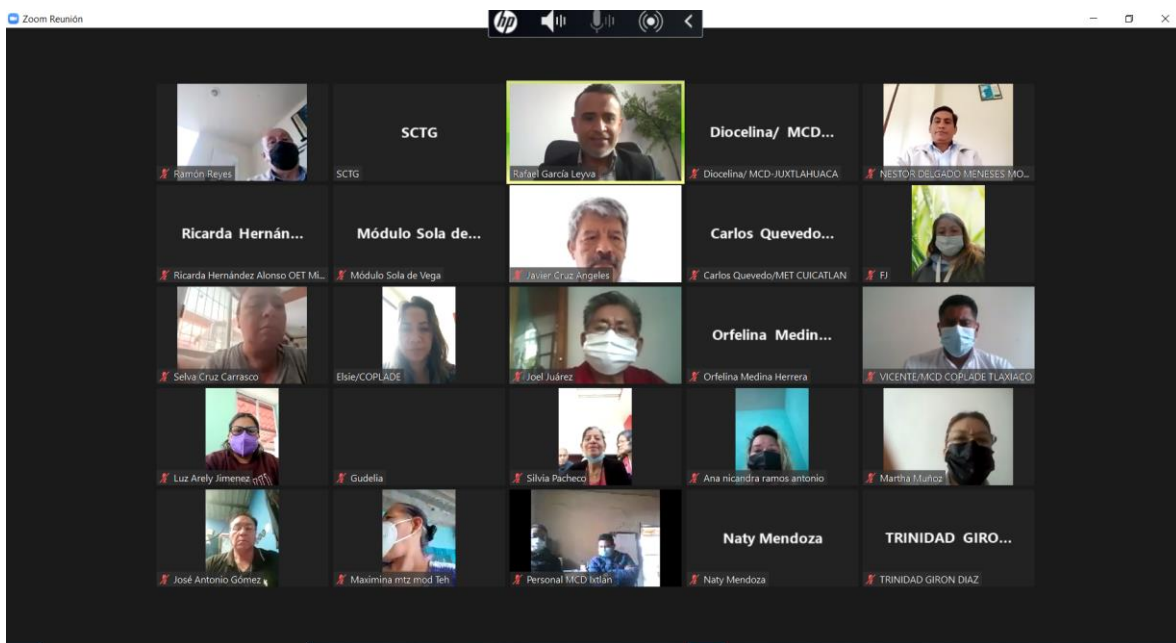 Zoom Reunión
hp
Ramón Reyes
SCTG
SCTG
Rafael García Leyva
Diocelina/ MCD...
Diocelina/ MCD-JUXTLAHUACA
NESTOR DELGADO MENESES MO...
Ricarda Hernán...
Ricarda Hernández Alonso OET Mi...
Módulo Sola de...
Módulo Sola de Vega
Javier Cruz Angeles
Carlos Quevedo...
Carlos Quevedo/MET CUICATLAN
FJ
Selva Cruz Carrasco
Elsie/COPLADE
Joel Juárez
Orfelina Medin...
Orfelina Medina Herrera
VICENTE/MCD COPLADE TLAXIACO
Luz Arely Jimenez
Gudelia
Silvia Pacheco
Ana nicandra ramos antonio
Martha Muñoz
José Antonio Gómez
Maximina mtz mod Teh
Personal MCD Ixtlan
Naty Mendoza
Naty Mendoza
TRINIDAD GIRO...
TRINIDAD GIRON DIAZ